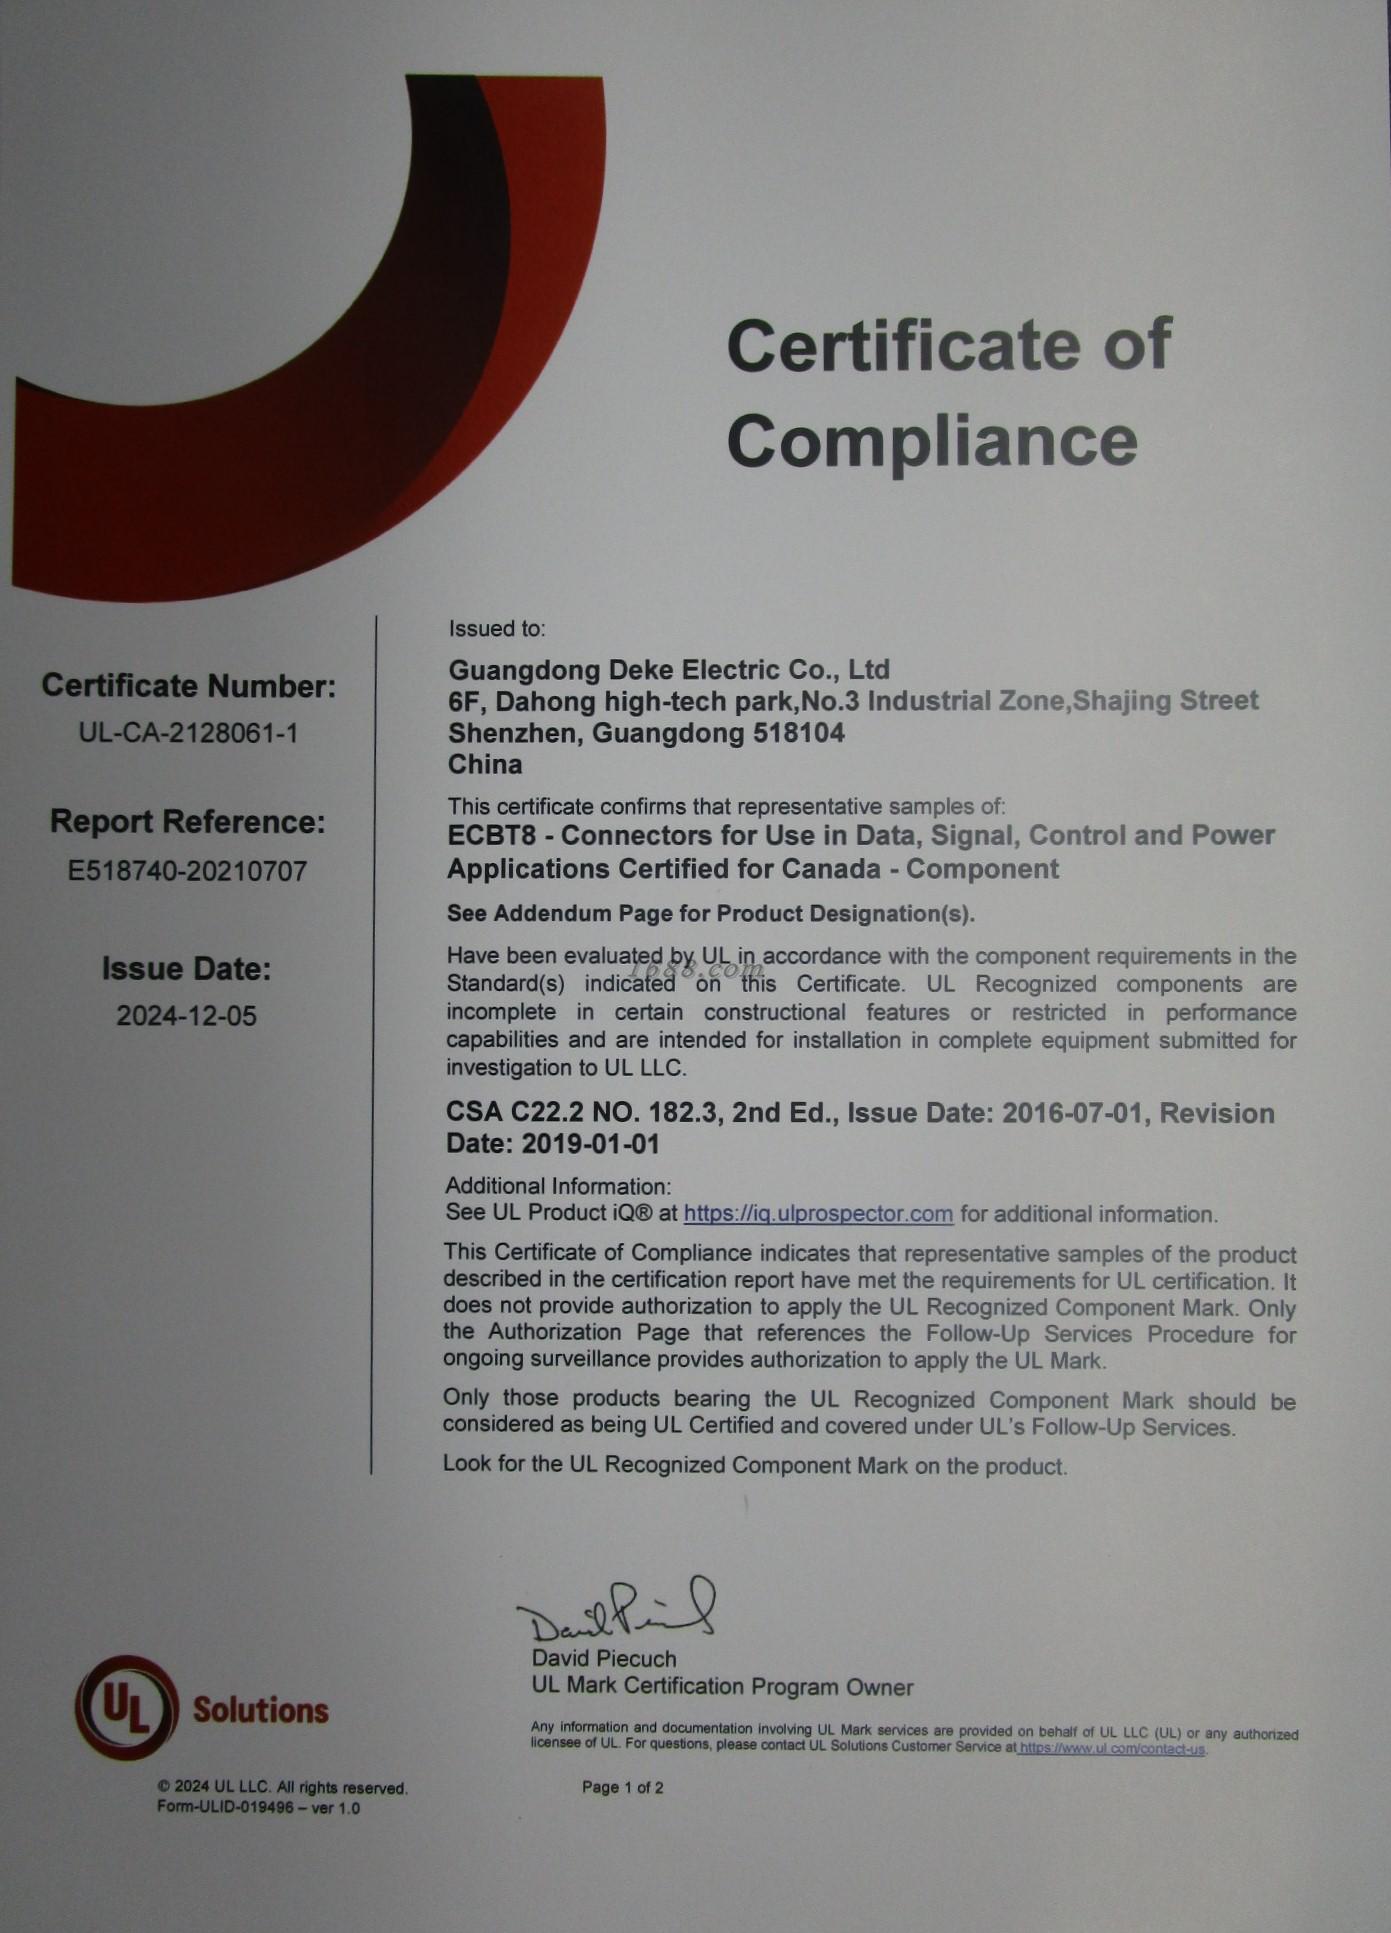 Certificate of
Compliance
Certificate Number:
UL-CA-2128061-1
Report Reference:
E518740-20210707
Issue Date:
2024-12-05
Issued to:
Guangdong Deke Electric Co., Ltd
6F, Dahong high-tech park,No.3 Industrial Zone,Shajing Street
Shenzhen, Guangdong 518104
China
This certificate confirms that representative samples of:
ECBT8 - Connectors for Use in Data, Signal, Control and Power
Applications Certified for Canada - Component
See Addendum Page for Product Designation(s).
Have been evaluated by UL in accordance with the component requirements in the
Standard(s) indicated on this Certificate. UL Recognized components are
incomplete in certain constructional features or restricted in performance
capabilities and are intended for installation in complete equipment submitted for
investigation to UL LLC.
1688.com
CSA C22.2 NO. 182.3, 2nd Ed., Issue Date: 2016-07-01, Revision
Date: 2019-01-01
Additional Information:
See UL Product iQ® at https://iq.ulprospector.com for additional information.
This Certificate of Compliance indicates that representative samples of the product
described in the certification report have met the requirements for UL certification. It
does not provide authorization to apply the UL Recognized Component Mark. Only
the Authorization Page that references the Follow-Up Services Procedure for
ongoing surveillance provides authorization to apply the UL Mark.
Only those products bearing the UL Recognized Component Mark should be
considered as being UL Certified and covered under UL's Follow-Up Services.
Look for the UL Recognized Component Mark on the product.
David Piecuch
UL Mark Certification Program Owner
UL Solutions
Any information and documentation involving UL Mark services are provided on behalf of UL LLC (UL) or any authorized
licensee of UL. For questions, please contact UL Solutions Customer Service at https://www.ul.com/contact-us.
© 2024 UL LLC. All rights reserved.
Form-ULID-019496 – ver 1.0
Page 1 of 2